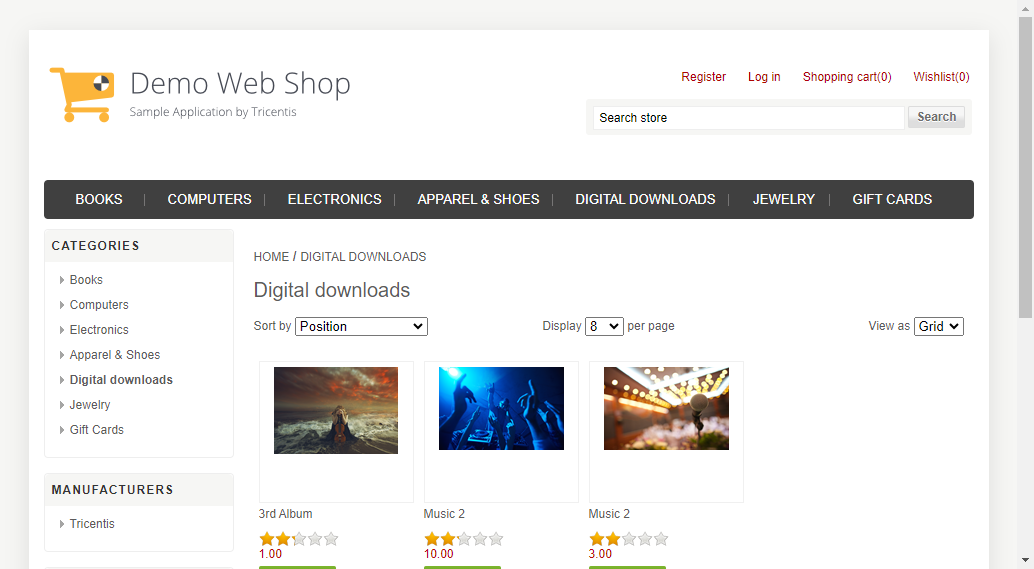 Demo Web Shop
Sample Application by Tricentis
Register Log in Shopping cart(0) Wishlist(0)
Search store Search
BOOKS COMPUTERS ELECTRONICS APPAREL & SHOES DIGITAL DOWNLOADS JEWELRY GIFT CARDS
CATEGORIES
Books
Computers
Electronics
Apparel & Shoes
Digital downloads
Jewelry
Gift Cards
MANUFACTURERS
Tricentis
HOME / DIGITAL DOWNLOADS
Digital downloads
Sort by Position Display 8 per page View as Grid
3rd Album Music 2 Music 2
1.00 10.00 3.00